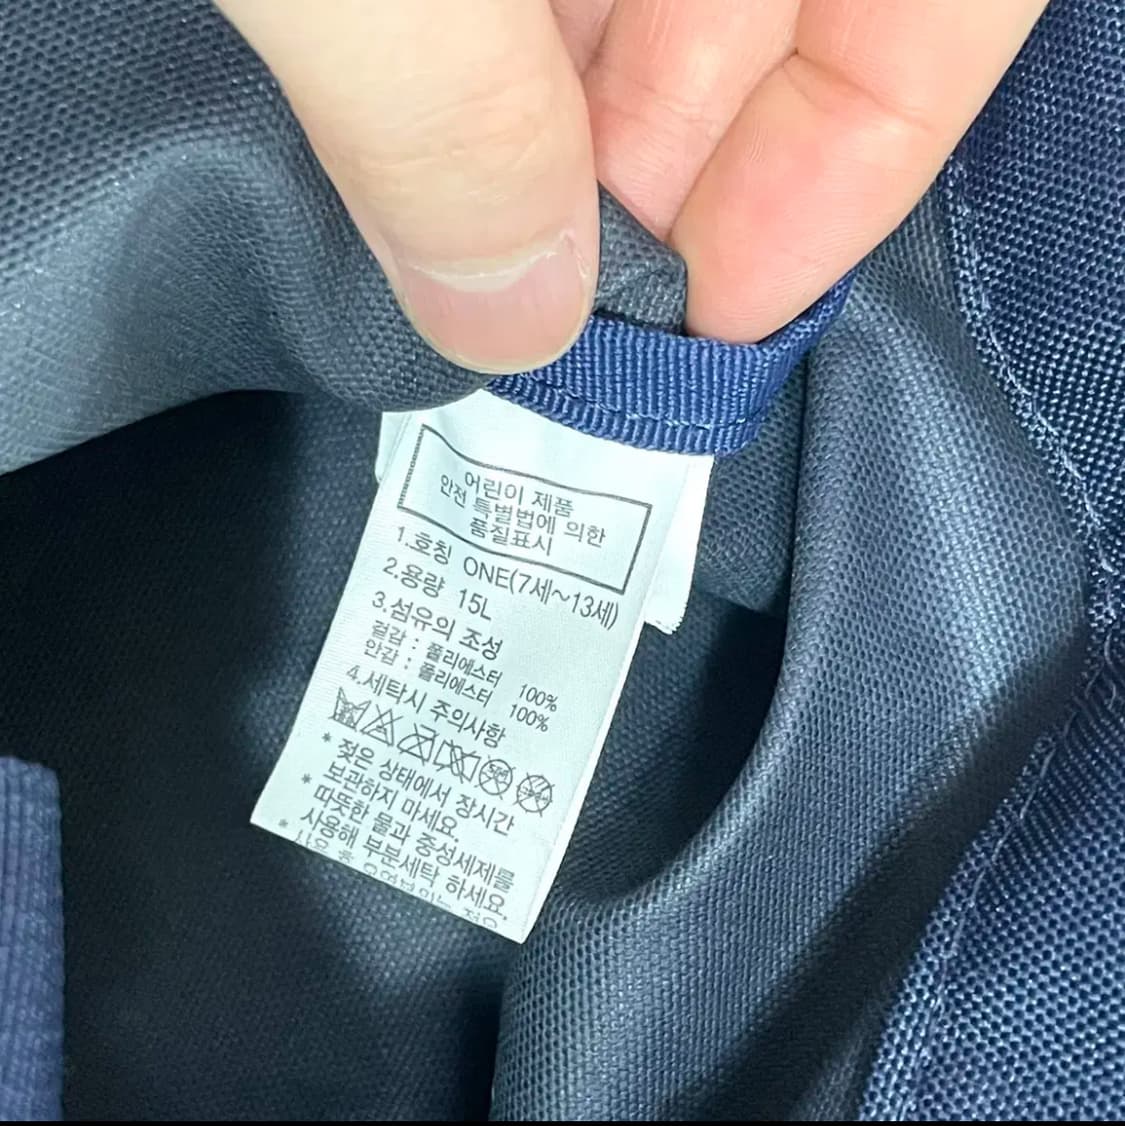 어린이 제품
안전 특별법에 의한
품질표시
1.호칭 ONE(7세~13세)
2.용량 15L
3.섬유의 조성
겉감 : 폴리에스터 100%
안감 : 폴리에스터 100%
4.세탁시 주의사항
* 젖은 상태에서 장시간
보관하지 마세요.
* 따뜻한 물과 중성세제를
사용해 부분세탁 하세요.
*